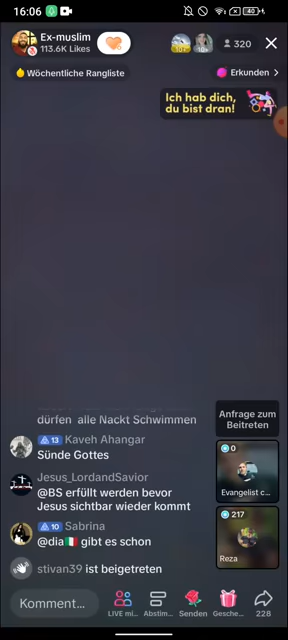 16:06
40
Ex-muslim
113.6K Likes
10+
10+
320
Wöchentliche Rangliste
Erkunden
Ich hab dich,
du bist dran!
dürfen alle Nackt Schwimmen
Anfrage zum
Beitreten
13 Kaveh Ahangar
Sünde Gottes
0
Evangelist c...
Jesus_LordandSavior
@BS erfüllt werden bevor
Jesus sichtbar wieder kommt
217
Reza
10 Sabrina
@dia🇮🇹 gibt es schon
stivan39 ist beigetreten
Komment...
LIVE mi...
Abstim...
Senden
Gesche...
228